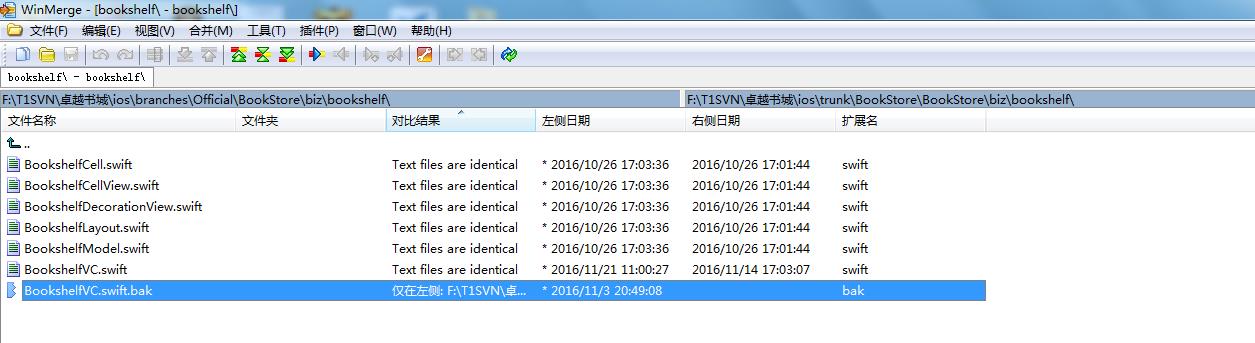 WinMerge - [bookshelf\ - bookshelf\]
文件(F) 编辑(E) 视图(V) 合并(M) 工具(T) 插件(P) 窗口(W) 帮助(H)
bookshelf\ - bookshelf\
F:\T1SVN\卓越书城\ios\branches\Official\BookStore\biz\bookshelf\ F:\T1SVN\卓越书城\ios\trunk\BookStore\BookStore\biz\bookshelf\
文件名称 文件夹 对比结果 左侧日期 右侧日期 扩展名
..
BookshelfCell.swift Text files are identical * 2016/10/26 17:03:36 2016/10/26 17:01:44 swift
BookshelfCellView.swift Text files are identical * 2016/10/26 17:03:36 2016/10/26 17:01:44 swift
BookshelfDecorationView.swift Text files are identical * 2016/10/26 17:03:36 2016/10/26 17:01:44 swift
BookshelfLayout.swift Text files are identical * 2016/10/26 17:03:36 2016/10/26 17:01:44 swift
BookshelfModel.swift Text files are identical * 2016/10/26 17:03:36 2016/10/26 17:01:44 swift
BookshelfVC.swift Text files are identical * 2016/11/21 11:00:27 2016/11/14 17:03:07 swift
BookshelfVC.swift.bak 仅在左侧: F:\T1SVN\卓... * 2016/11/3 20:49:08 bak